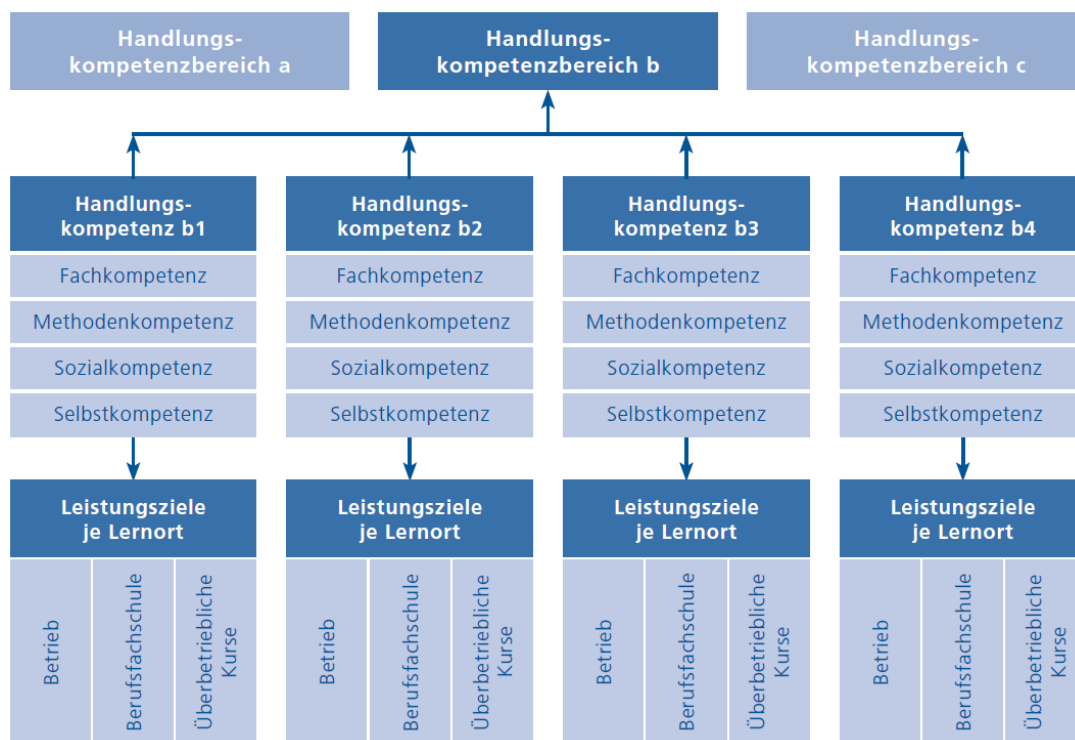 Handlungs-
kompetenzbereich a
Handlungs-
kompetenzbereich b
Handlungs-
kompetenzbereich c
Handlungs-
kompetenz b1
Fachkompetenz
Methodenkompetenz
Sozialkompetenz
Selbstkompetenz
Leistungsziele
je Lernort
Betrieb
Berufsfachschule
Überbetriebliche
Kurse
Handlungs-
kompetenz b2
Fachkompetenz
Methodenkompetenz
Sozialkompetenz
Selbstkompetenz
Leistungsziele
je Lernort
Betrieb
Berufsfachschule
Überbetriebliche
Kurse
Handlungs-
kompetenz b3
Fachkompetenz
Methodenkompetenz
Sozialkompetenz
Selbstkompetenz
Leistungsziele
je Lernort
Betrieb
Berufsfachschule
Überbetriebliche
Kurse
Handlungs-
kompetenz b4
Fachkompetenz
Methodenkompetenz
Sozialkompetenz
Selbstkompetenz
Leistungsziele
je Lernort
Betrieb
Berufsfachschule
Überbetriebliche
Kurse